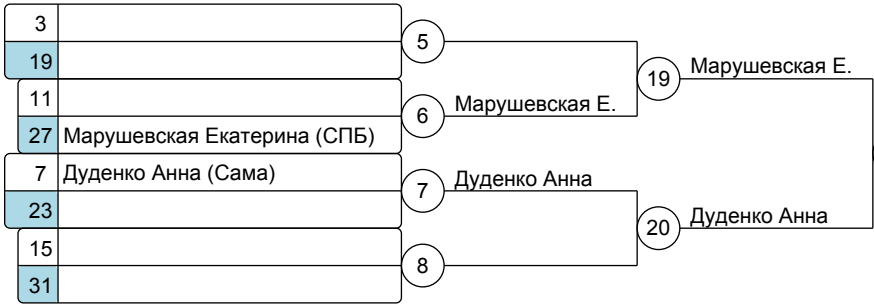 3
19
5
11
27 Марушевская Екатерина (СПБ)
6 Марушевская Е.
19 Марушевская Е.
7 Дуденко Анна (Сама)
23
7 Дуденко Анна
15
31
8
20 Дуденко Анна